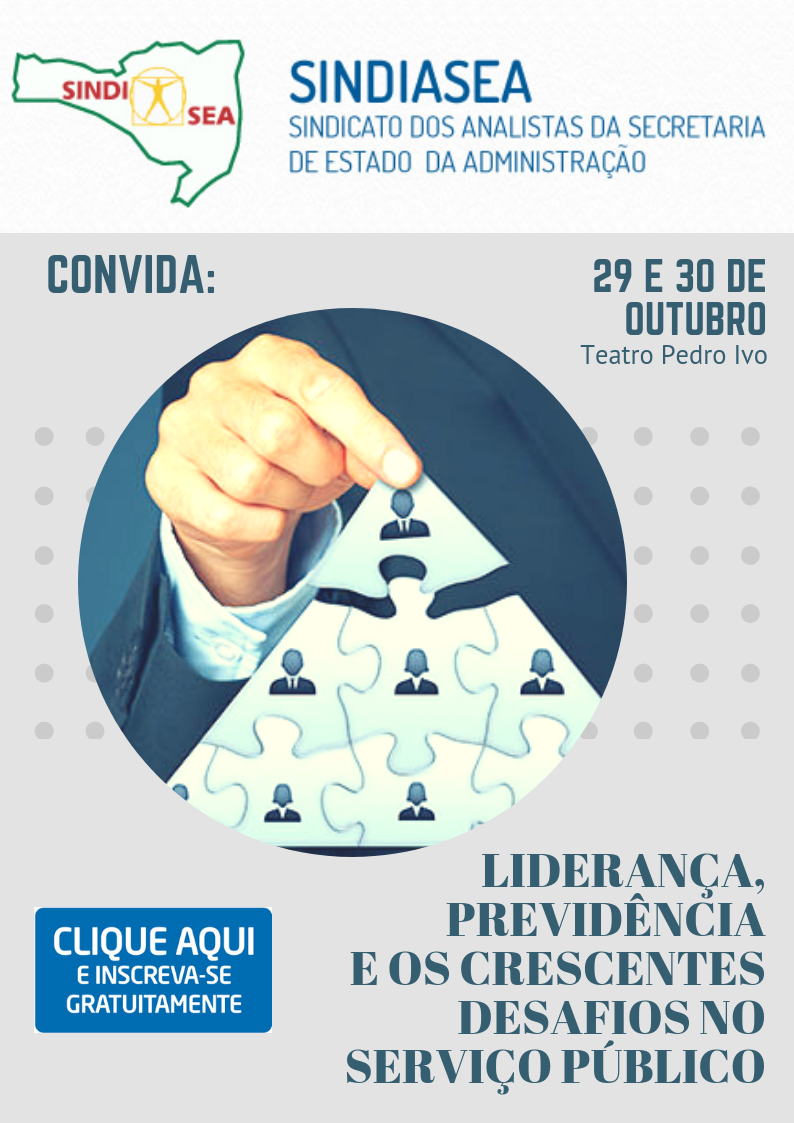 SINDI
SEA
SINDIASEA
SINDICATO DOS ANALISTAS DA SECRETARIA
DE ESTADO DA ADMINISTRAÇÃO
CONVIDA:
29 E 30 DE
OUTUBRO
Teatro Pedro Ivo
LIDERANÇA,
PREVIDÊNCIA
E OS CRESCENTES
DESAFIOS NO
SERVIÇO PÚBLICO
CLIQUE AQUI
E INSCREVA-SE
GRATUITAMENTE